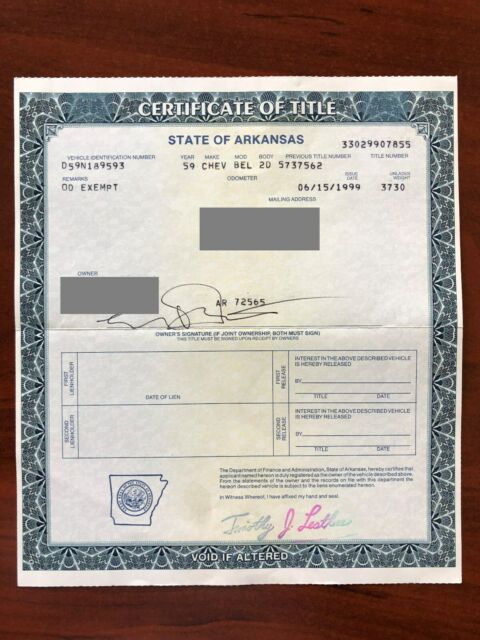 CERTIFICATE OF TITLE
STATE OF ARKANSAS
33029907855
VEHICLE IDENTIFICATION NUMBER YEAR MAKE MOD BODY PREVIOUS TITLE NUMBER TITLE NUMBER
D59N189593 59 CHEV BEL 2D 5737562
REMARKS ODOMETER ISSUE DATE UNLADEN WEIGHT
OD EXEMPT 06/15/1999 3730
MAILING ADDRESS
OWNER
AR 72565
OWNER'S SIGNATURE (IF JOINT OWNERSHIP, BOTH MUST SIGN)
THIS TITLE MUST BE SIGNED UPON RECEIPT BY OWNERS
FIRST LIENHOLDER
DATE OF LIEN
FIRST RELEASE
INTEREST IN THE ABOVE DESCRIBED VEHICLE
IS HEREBY RELEASED
BY
TITLE DATE
SECOND LIENHOLDER
DATE OF LIEN
SECOND RELEASE
INTEREST IN THE ABOVE DESCRIBED VEHICLE
IS HEREBY RELEASED
BY
TITLE DATE
The Department of Finance and Administration, State of Arkansas, hereby certifies that
applicant named hereon is duly registered as the owner of the vehicle described above.
From the statements of the owner and the records on file with this department the
hereon described vehicle is subject to the liens enumerated hereon.
In Witness Whereof, I have affixed my hand and seal.
Timothy J. Leathers
VOID IF ALTERED